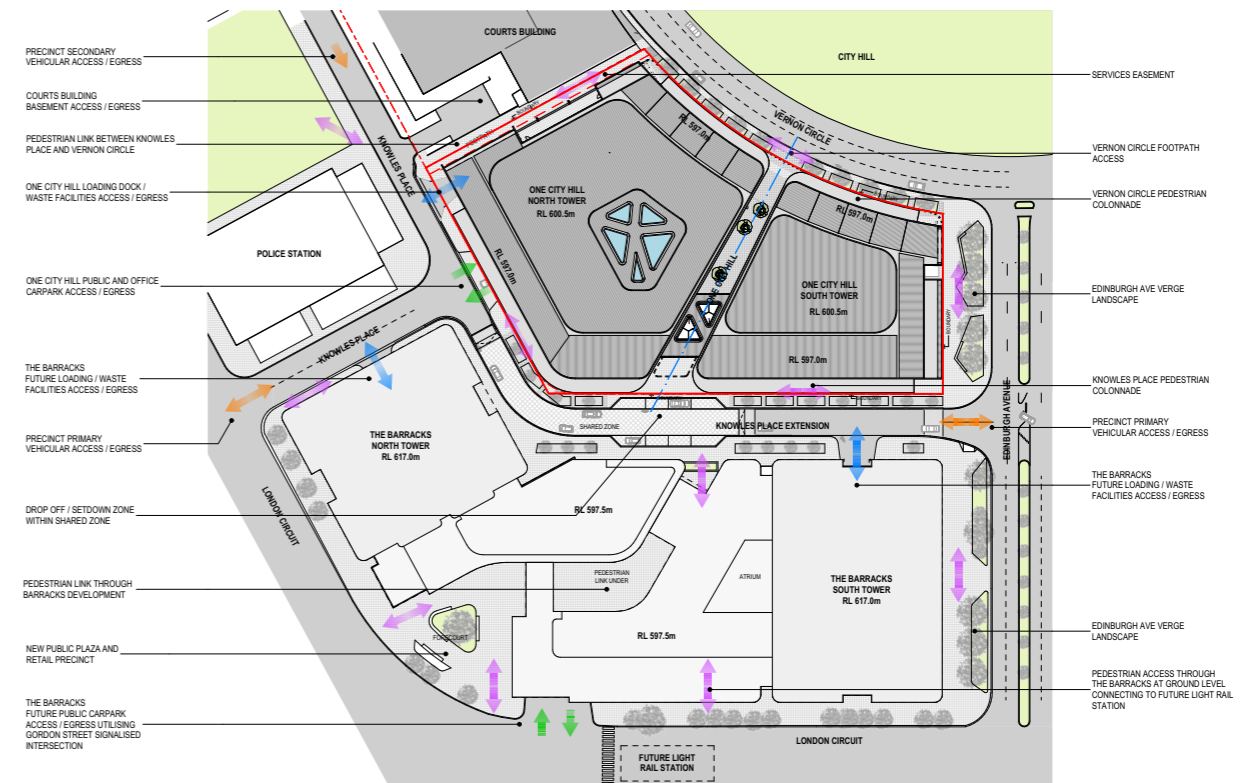 COURTS BUILDING
CITY HILL
PRECINCT SECONDARY
VEHICULAR ACCESS / EGRESS
COURTS BUILDING
BASEMENT ACCESS / EGRESS
PEDESTRIAN LINK BETWEEN KNOWLES
PLACE AND VERNON CIRCLE
ONE CITY HILL LOADING DOCK /
WASTE FACILITIES ACCESS / EGRESS
ONE CITY HILL PUBLIC AND OFFICE
CARPARK ACCESS / EGRESS
THE BARRACKS
FUTURE LOADING / WASTE
FACILITIES ACCESS / EGRESS
PRECINCT PRIMARY
VEHICULAR ACCESS / EGRESS
DROP OFF / SETDOWN ZONE
WITHIN SHARED ZONE
PEDESTRIAN LINK THROUGH
BARRACKS DEVELOPMENT
NEW PUBLIC PLAZA AND
RETAIL PRECINCT
THE BARRACKS
FUTURE PUBLIC CARPARK
ACCESS / EGRESS UTILISING
GORDON STREET SIGNALISED
INTERSECTION
BOUNDARY
KNOWLES PLACE
VERNON CIRCLE
RL 597.0m
ONE CITY HILL
NORTH TOWER
RL 600.5m
RL 597.0m
POLICE STATION
RL 597.0m
ONE CITY HILL
ONE CITY HILL
SOUTH TOWER
RL 600.5m
BOUNDARY
RL 597.0m
KNOWLES PLACE
SHARED ZONE
KNOWLES PLACE EXTENSION
BOUNDARY
EDINBURGH AVENUE
THE BARRACKS
NORTH TOWER
RL 617.0m
LONDON CIRCUIT
RL 597.5m
PEDESTRIAN
LINK UNDER
ATRIUM
THE BARRACKS
SOUTH TOWER
RL 617.0m
FORECOURT
RL 597.5m
LONDON CIRCUIT
FUTURE LIGHT
RAIL STATION
SERVICES EASEMENT
VERNON CIRCLE FOOTPATH
ACCESS
VERNON CIRCLE PEDESTRIAN
COLONNADE
EDINBURGH AVE VERGE
LANDSCAPE
KNOWLES PLACE PEDESTRIAN
COLONNADE
PRECINCT PRIMARY
VEHICULAR ACCESS / EGRESS
THE BARRACKS
FUTURE LOADING / WASTE
FACILITIES ACCESS / EGRESS
EDINBURGH AVE VERGE
LANDSCAPE
PEDESTRIAN ACCESS THROUGH
THE BARRACKS AT GROUND LEVEL
CONNECTING TO FUTURE LIGHT RAIL
STATION